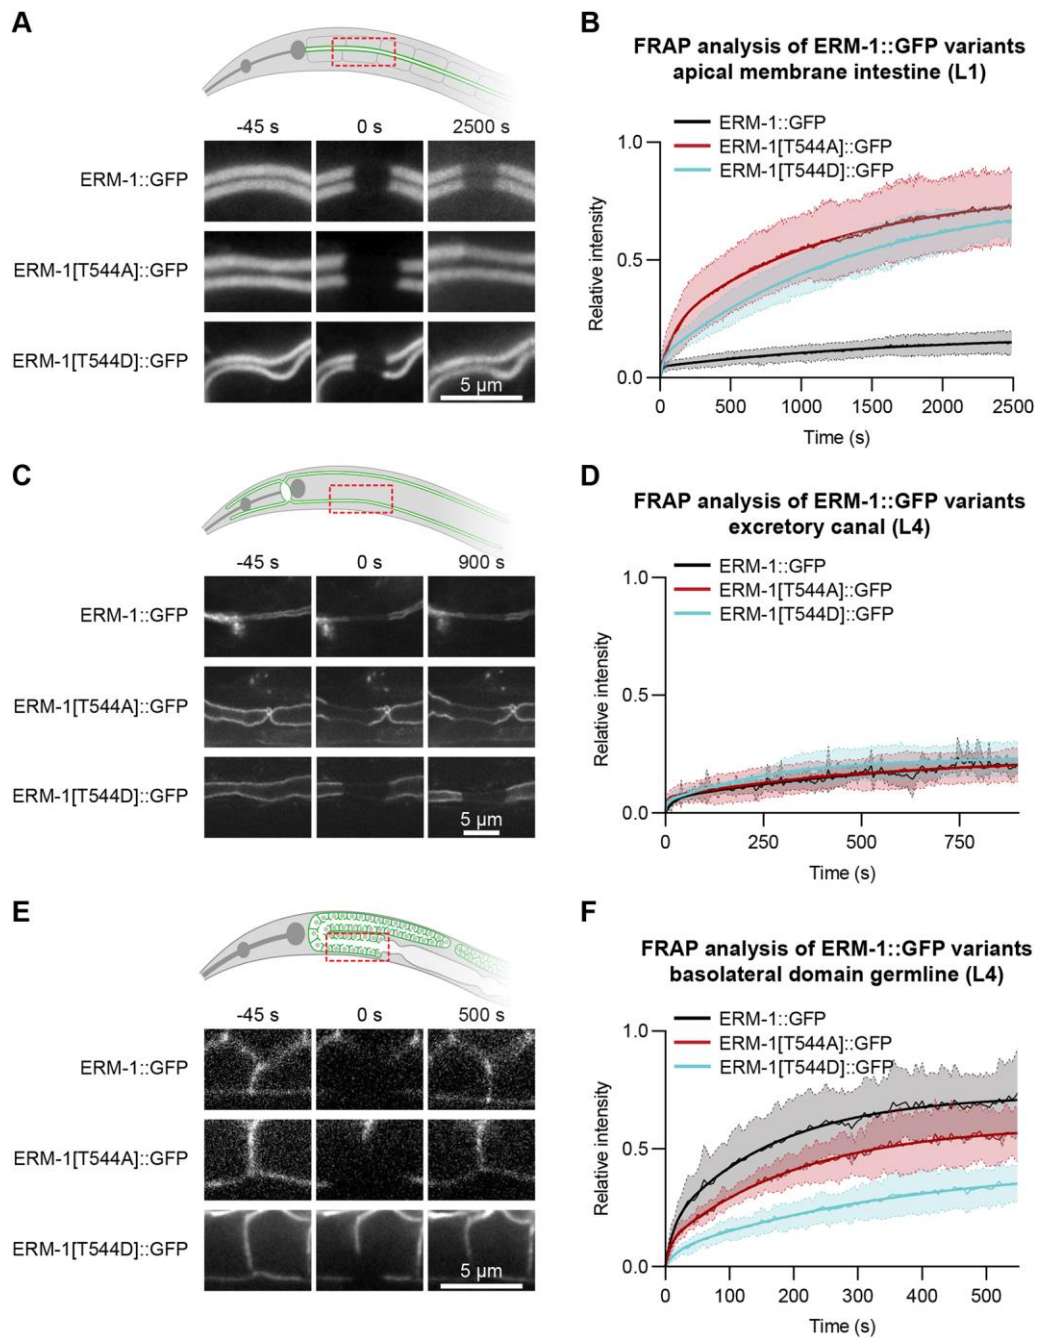 A
-45 s 0 s 2500 s
ERM-1::GFP
ERM-1[T544A]::GFP
ERM-1[T544D]::GFP
5 µm
B
FRAP analysis of ERM-1::GFP variants
apical membrane intestine (L1)
ERM-1::GFP
ERM-1[T544A]::GFP
ERM-1[T544D]::GFP
1.0
0.5
0.0
Relative intensity
0 500 1000 1500 2000 2500
Time (s)
C
-45 s 0 s 900 s
ERM-1::GFP
ERM-1[T544A]::GFP
ERM-1[T544D]::GFP
5 µm
D
FRAP analysis of ERM-1::GFP variants
excretory canal (L4)
ERM-1::GFP
ERM-1[T544A]::GFP
ERM-1[T544D]::GFP
1.0
0.5
0.0
Relative intensity
0 250 500 750
Time (s)
E
-45 s 0 s 500 s
ERM-1::GFP
ERM-1[T544A]::GFP
ERM-1[T544D]::GFP
5 µm
F
FRAP analysis of ERM-1::GFP variants
basolateral domain germline (L4)
ERM-1::GFP
ERM-1[T544A]::GFP
ERM-1[T544D]::GFP
1.0
0.5
0.0
Relative intensity
0 100 200 300 400 500
Time (s)